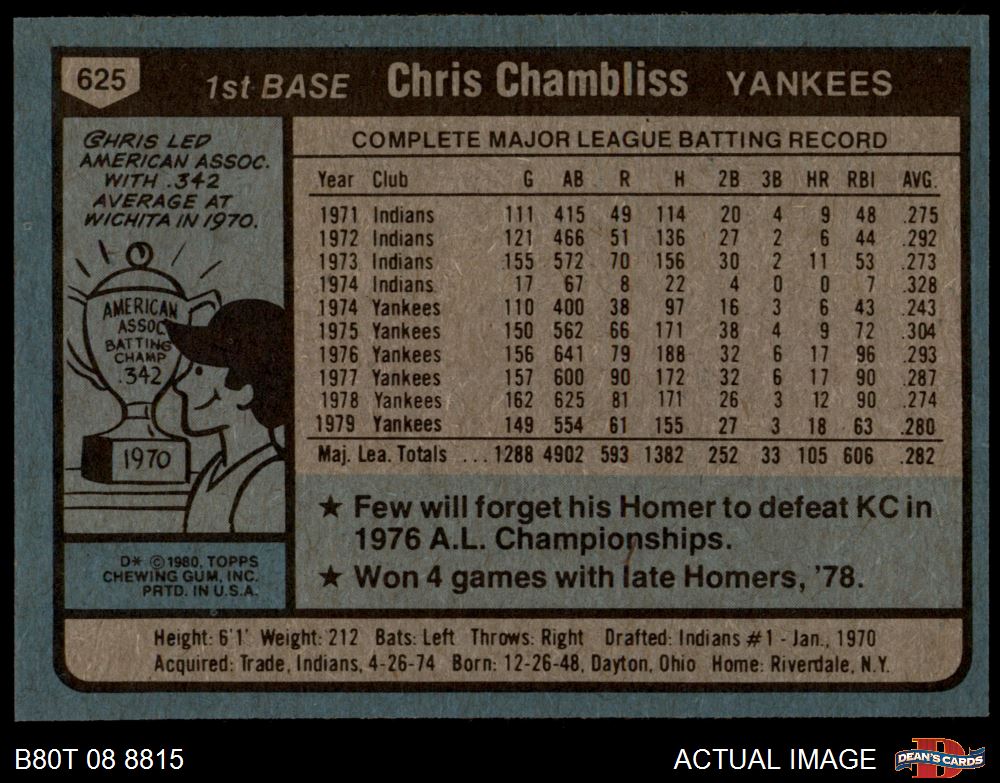 625 1st BASE Chris Chambliss YANKEES
CHRIS LED
AMERICAN ASSOC.
WITH .342
AVERAGE AT
WICHITA IN 1970.
AMERICAN
ASSOC.
BATTING
CHAMP
.342
1970
D* © 1980, TOPPS
CHEWING GUM, INC.
PRTD. IN U.S.A.
COMPLETE MAJOR LEAGUE BATTING RECORD
Year Club G AB R H 2B 3B HR RBI AVG.
1971 Indians 111 415 49 114 20 4 9 48 .275
1972 Indians 121 466 51 136 27 2 6 44 .292
1973 Indians 155 572 70 156 30 2 11 53 .273
1974 Indians 17 67 8 22 4 0 0 7 .328
1974 Yankees 110 400 38 97 16 3 6 43 .243
1975 Yankees 150 562 66 171 38 4 9 72 .304
1976 Yankees 156 641 79 188 32 6 17 96 .293
1977 Yankees 157 600 90 172 32 6 17 90 .287
1978 Yankees 162 625 81 171 26 3 12 90 .274
1979 Yankees 149 554 61 155 27 3 18 63 .280
Maj. Lea. Totals ... 1288 4902 593 1382 252 33 105 606 .282
★ Few will forget his Homer to defeat KC in
1976 A.L. Championships.
★ Won 4 games with late Homers, '78.
Height: 6'1' Weight: 212 Bats: Left Throws: Right Drafted: Indians #1 - Jan., 1970
Acquired: Trade, Indians, 4-26-74 Born: 12-26-48, Dayton, Ohio Home: Riverdale, N.Y.
B80T 08 8815 ACTUAL IMAGE D DEAN'S CARDS